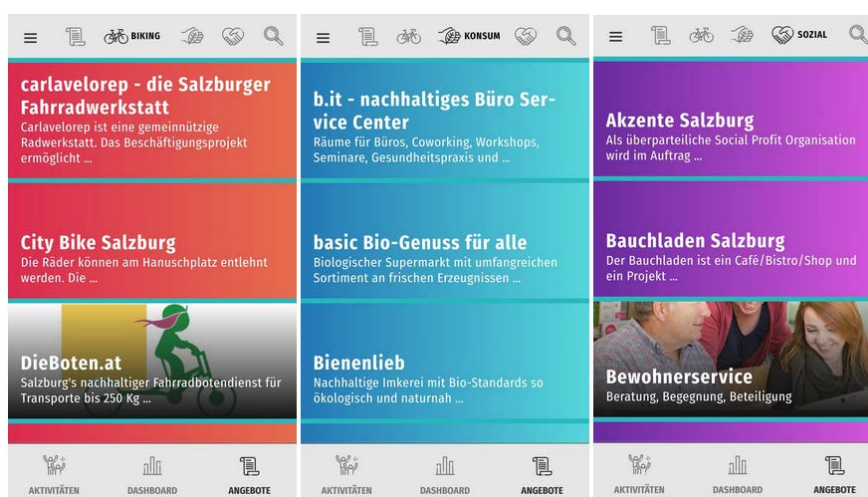 BIKING
carlavelorep - die Salzburger
Fahrradwerkstatt
Carlavelorep ist eine gemeinnützige
Radwerkstatt. Das Beschäftigungsprojekt
ermöglicht ...
City Bike Salzburg
Die Räder können am Hanuschplatz entlehnt
werden. Die ...
DieBoten.at
Salzburg's nachhaltiger Fahrradbotendienst für
Transporte bis 250 Kg ...
AKTIVITÄTEN DASHBOARD ANGEBOTE
KONSUM
b.it - nachhaltiges Büro Ser-
vice Center
Räume für Büros, Coworking, Workshops,
Seminare, Gesundheitspraxis und ...
basic Bio-Genuss für alle
Biologischer Supermarkt mit umfangreichen
Sortiment an frischen Erzeugnissen ...
Bienenlieb
Nachhaltige Imkerei mit Bio-Standards so
ökologisch und naturnah ...
AKTIVITÄTEN DASHBOARD ANGEBOTE
SOZIAL
Akzente Salzburg
Als überparteiliche Social Profit Organisation
wird im Auftrag ...
Bauchladen Salzburg
Der Bauchladen ist ein Café/Bistro/Shop und
ein Projekt ...
Bewohnerservice
Beratung, Begegnung, Beteiligung
AKTIVITÄTEN DASHBOARD ANGEBOTE